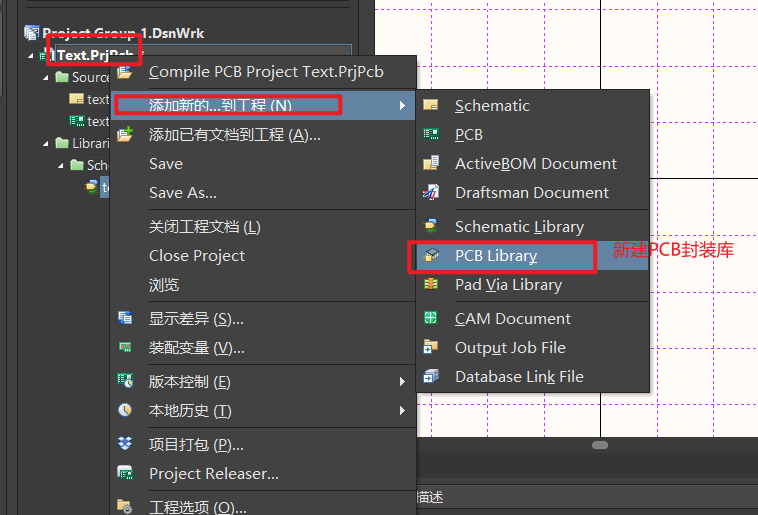 Project Group 1.DsnWrk
Text.PrjPcb *
Source
text
text
Librari
Sche
te
Compile PCB Project Text.PrjPcb
添加新的...到工程 (N)
添加已有文档到工程 (A)...
Save
Save As...
关闭工程文档 (L)
Close Project
浏览
显示差异 (S)...
装配变量 (V)...
版本控制 (E)
本地历史 (T)
项目打包 (P)...
Project Releaser...
工程选项 (O)...
Schematic
PCB
ActiveBOM Document
Draftsman Document
Schematic Library
PCB Library
Pad Via Library
CAM Document
Output Job File
Database Link File
新建PCB封装库
描述